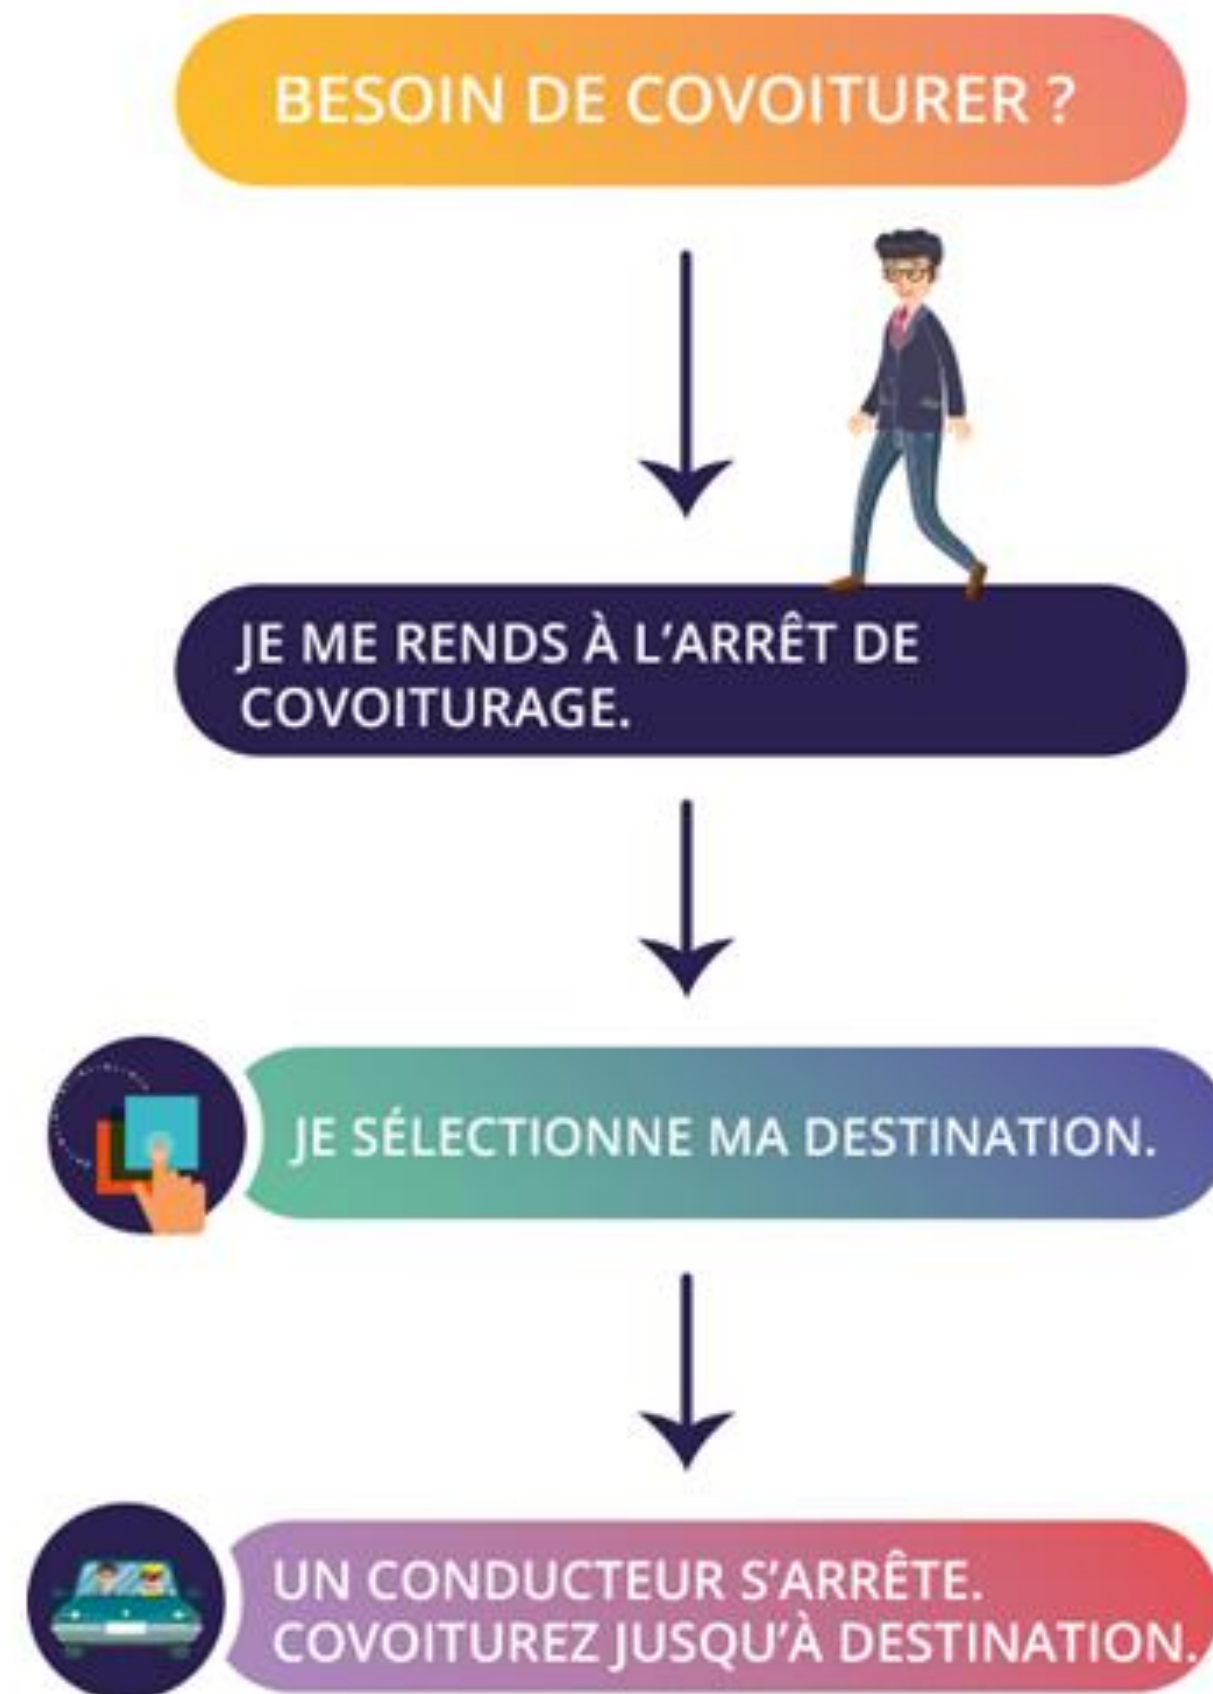 BESOIN DE COVOITURER ?
JE ME RENDS À L'ARRÊT DE
COVOITURAGE.
JE SÉLECTIONNE MA DESTINATION.
UN CONDUCTEUR S'ARRÊTE.
COVOITUREZ JUSQU'À DESTINATION.